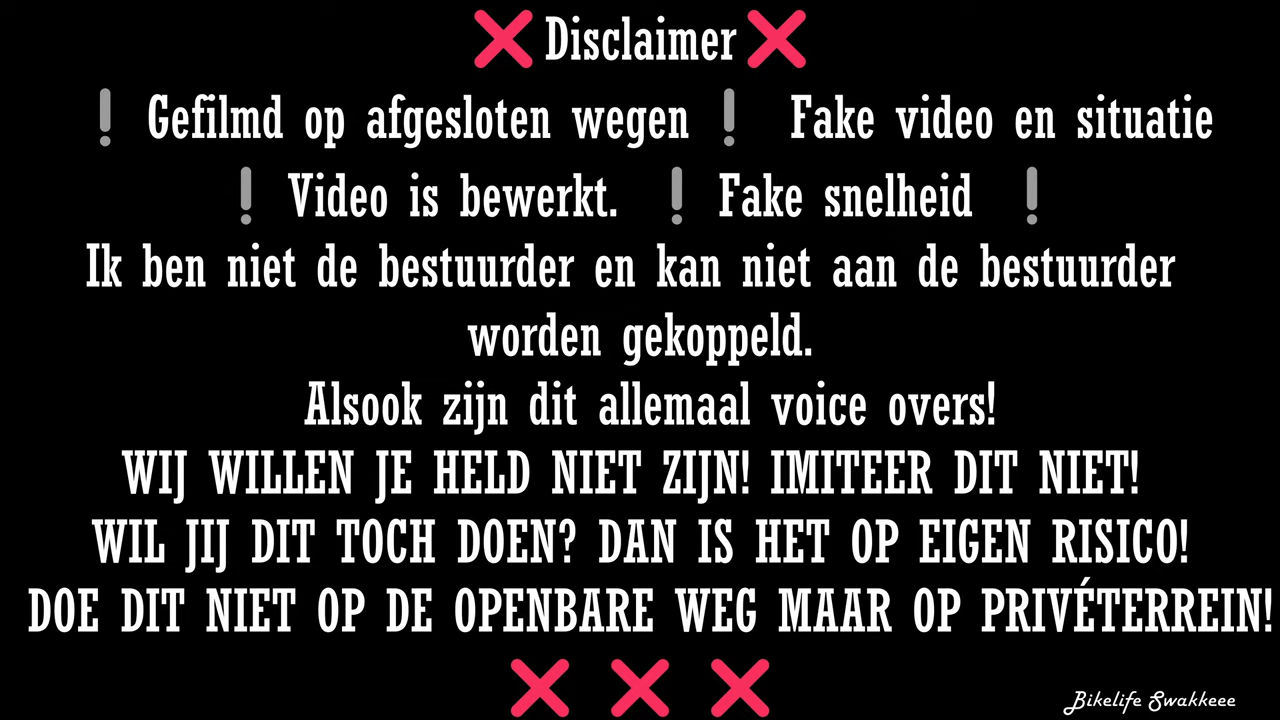 ❌Disclaimer❌
❕Gefilmd op afgesloten wegen❕ Fake video en situatie
❕Video is bewerkt. ❕Fake snelheid ❕
Ik ben niet de bestuurder en kan niet aan de bestuurder
worden gekoppeld.
Alsook zijn dit allemaal voice overs!
WIJ WILLEN JE HELD NIET ZIJN! IMITEER DIT NIET!
WIL JIJ DIT TOCH DOEN? DAN IS HET OP EIGEN RISICO!
DOE DIT NIET OP DE OPENBARE WEG MAAR OP PRIVÉTERREIN!
❌ ❌ ❌
Bikelife Swakkeee